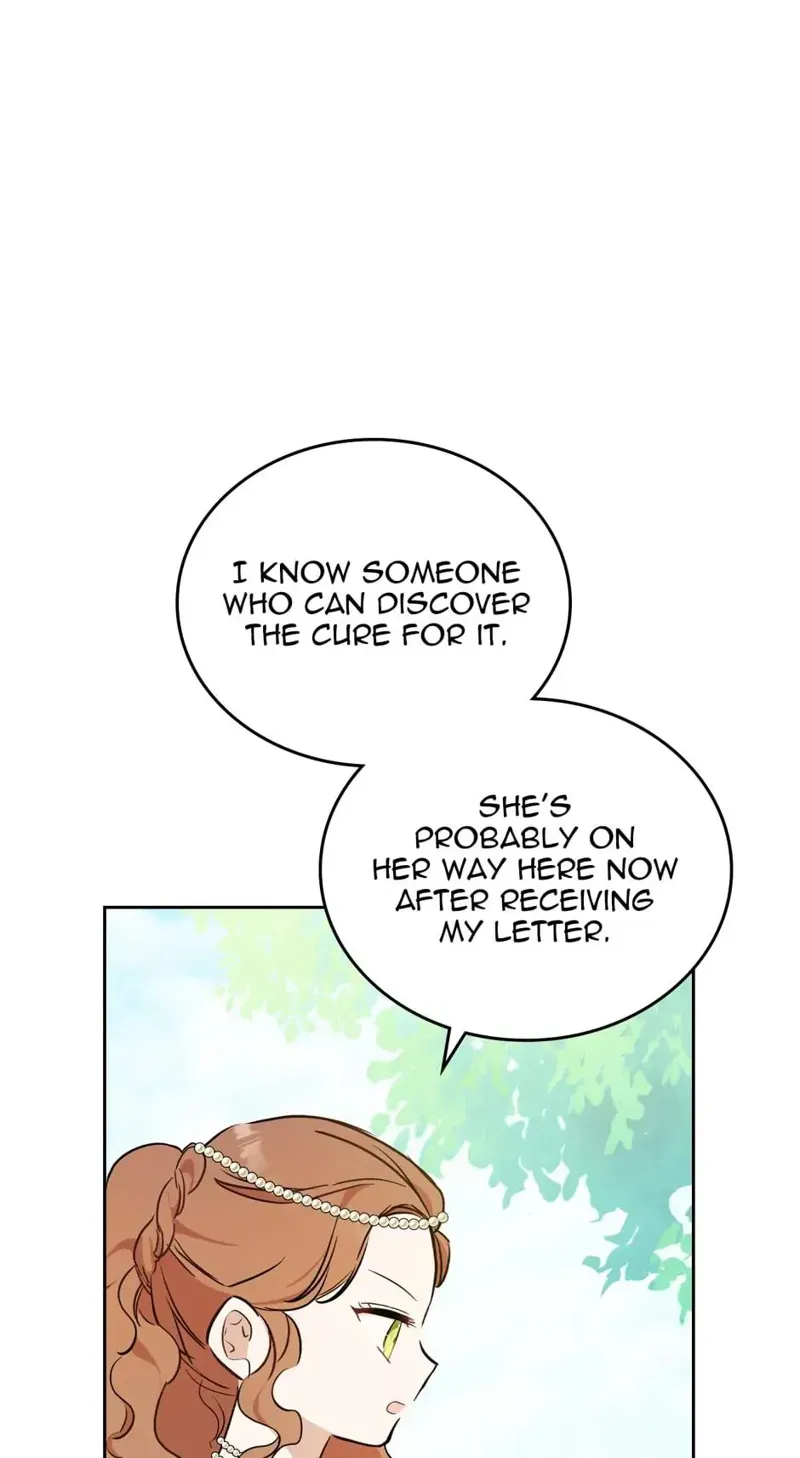 I KNOW SOMEONE
WHO CAN DISCOVER
THE CURE FOR IT.
SHE'S
PROBABLY ON
HER WAY HERE NOW
AFTER RECEIVING
MY LETTER.